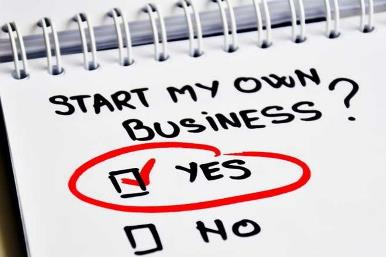 START MY OWN
BUSINESS?
YES
NO